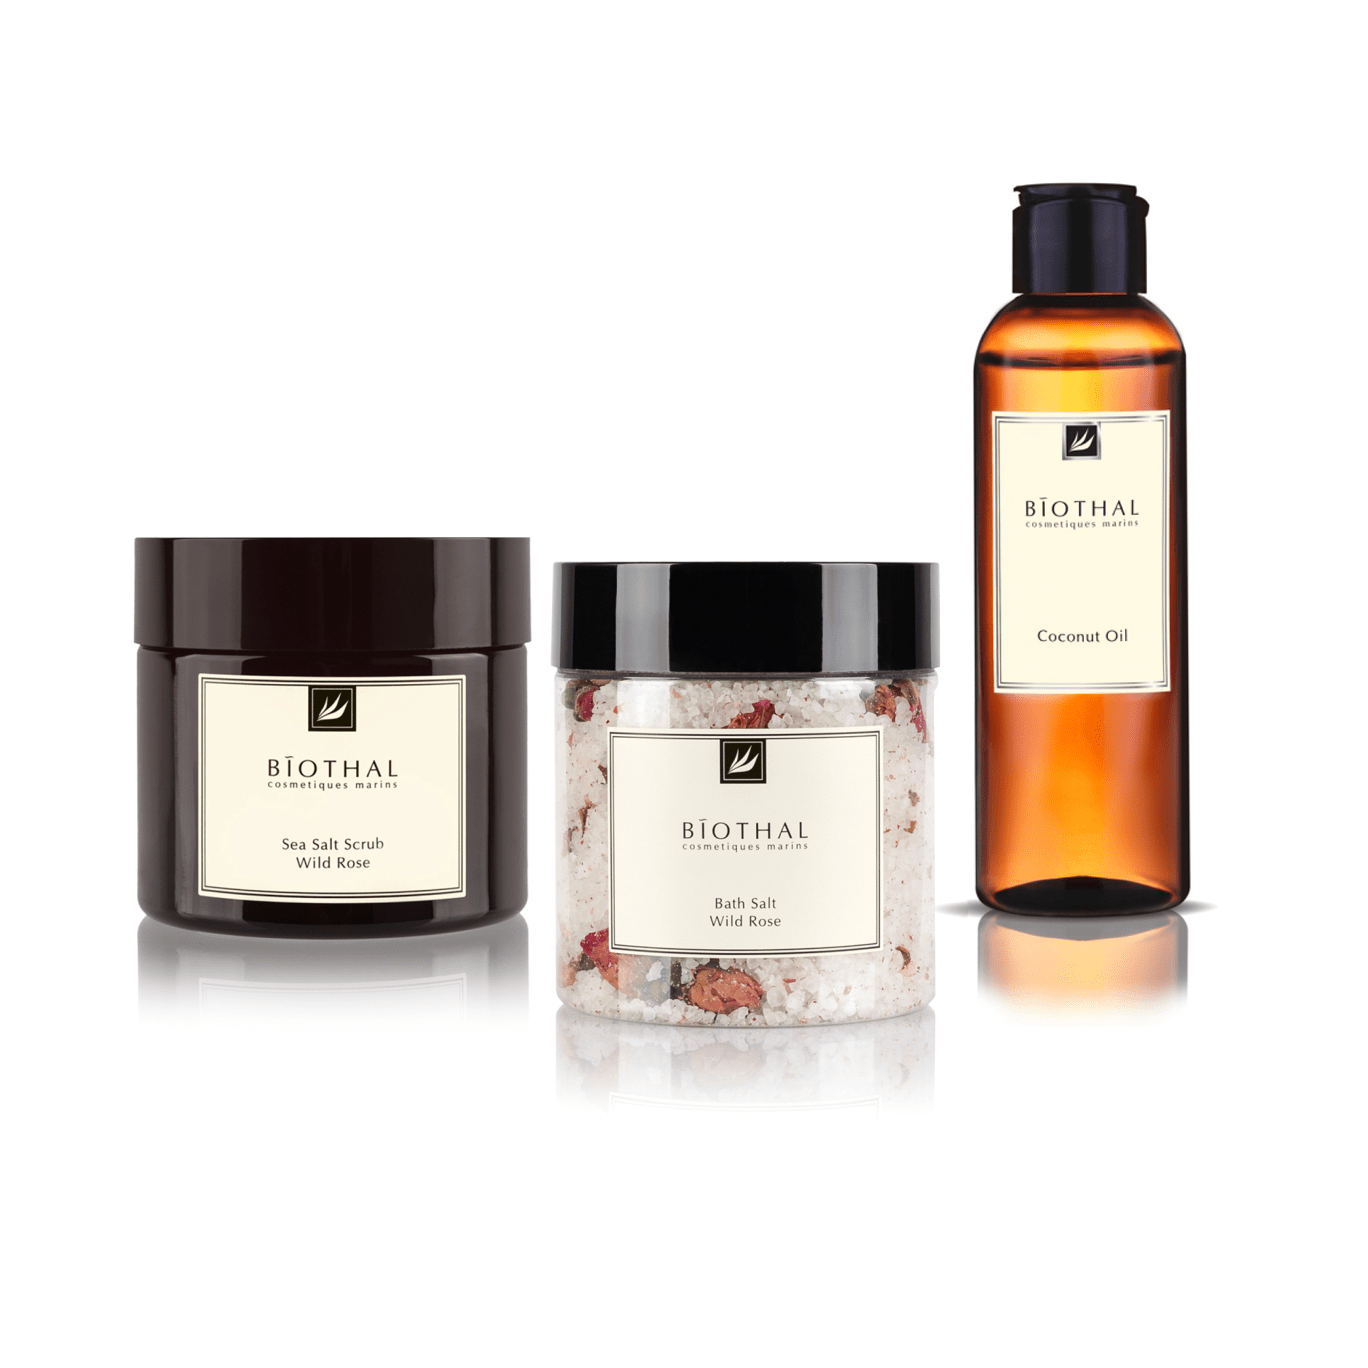 BĪOTHAL
cosmetiques marins
Sea Salt Scrub
Wild Rose
BĪOTHAL
cosmetiques marins
Bath Salt
Wild Rose
BĪOTHAL
cosmetiques marins
Coconut Oil